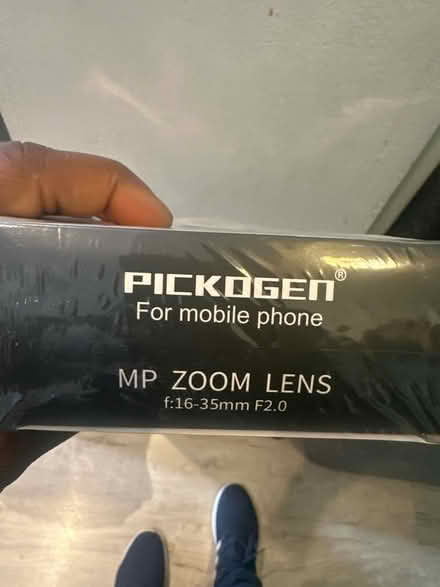 PICKOGEN®
For mobile phone
MP ZOOM LENS
f:16-35mm F2.0